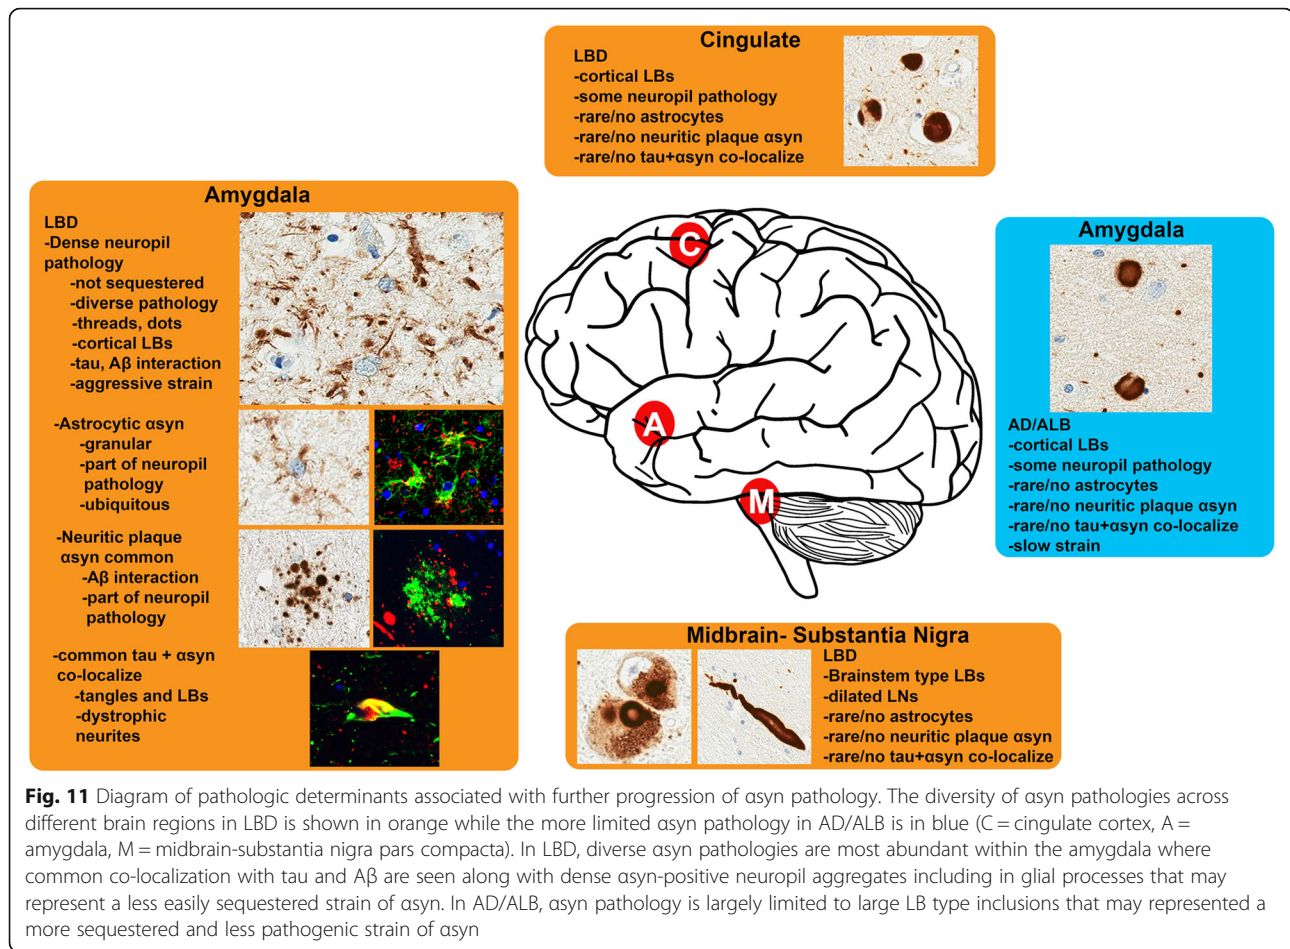 Cingulate
LBD
-cortical LBs
-some neuropil pathology
-rare/no astrocytes
-rare/no neuritic plaque αsyn
-rare/no tau+αsyn co-localize
Amygdala
LBD
-Dense neuropil
pathology
-not sequestered
-diverse pathology
-threads, dots
-cortical LBs
-tau, Aβ interaction
-aggressive strain
-Astrocytic αsyn
-granular
-part of neuropil
pathology
-ubiquitous
-Neuritic plaque
αsyn common
-Aβ interaction
-part of neuropil
pathology
-common tau + αsyn
co-localize
-tangles and LBs
-dystrophic
neurites
C
A
M
Amygdala
AD/ALB
-cortical LBs
-some neuropil pathology
-rare/no astrocytes
-rare/no neuritic plaque αsyn
-rare/no tau+αsyn co-localize
-slow strain
Midbrain- Substantia Nigra
LBD
-Brainstem type LBs
-dilated LNs
-rare/no astrocytes
-rare/no neuritic plaque αsyn
-rare/no tau+αsyn co-localize
Fig. 11 Diagram of pathologic determinants associated with further progression of αsyn pathology. The diversity of αsyn pathologies across
different brain regions in LBD is shown in orange while the more limited αsyn pathology in AD/ALB is in blue (C = cingulate cortex, A =
amygdala, M = midbrain-substantia nigra pars compacta). In LBD, diverse αsyn pathologies are most abundant within the amygdala where
common co-localization with tau and Aβ are seen along with dense αsyn-positive neuropil aggregates including in glial processes that may
represent a less easily sequestered strain of αsyn. In AD/ALB, αsyn pathology is largely limited to large LB type inclusions that may represented a
more sequestered and less pathogenic strain of αsyn